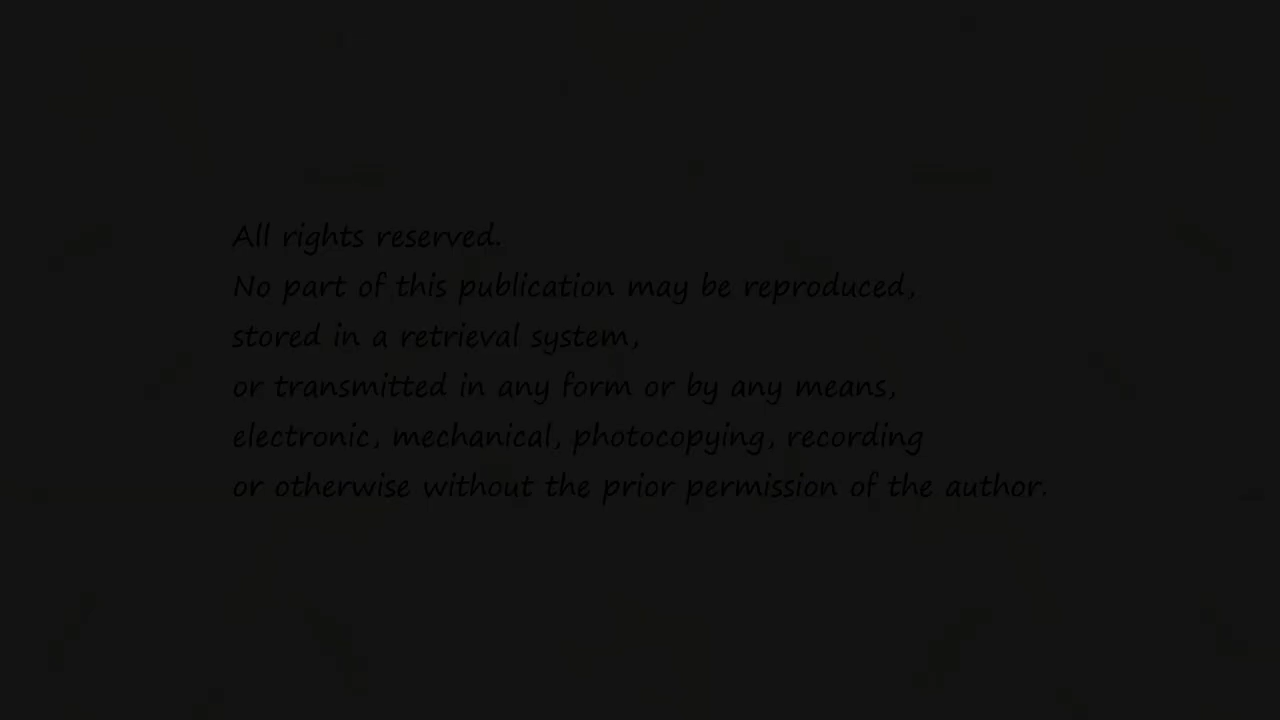 All rights reserved.
No part of this publication may be reproduced,
stored in a retrieval system,
or transmitted in any form or by any means,
electronic, mechanical, photocopying, recording
or otherwise without the prior permission of the author.